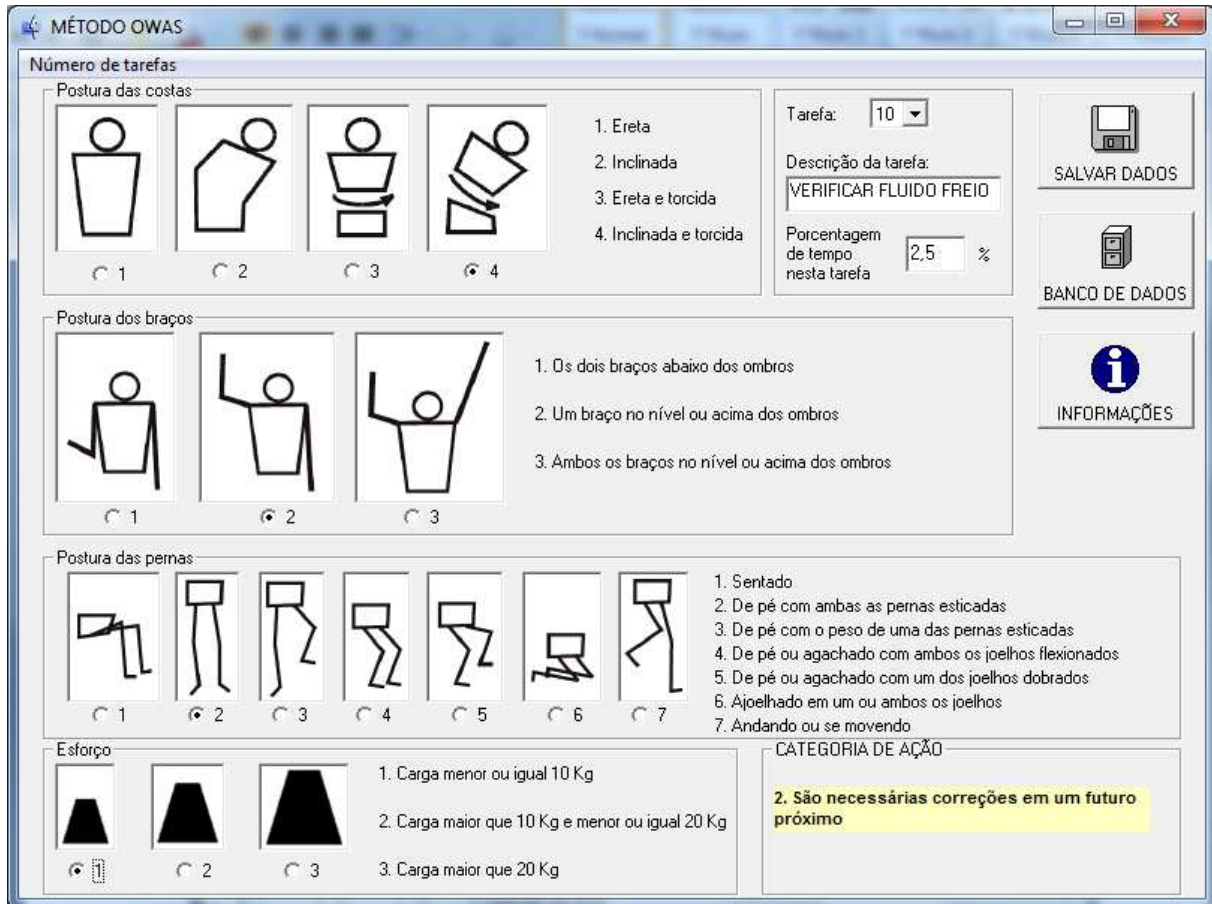 MÉTODO OWAS
Número de tarefas
Postura das costas
1. Ereta
2. Inclinada
3. Ereta e torcida
4. Inclinada e torcida
1
2
3
4
Tarefa: 10
Descrição da tarefa:
VERIFICAR FLUIDO FREIO
Porcentagem
de tempo
nesta tarefa
2,5 %
SALVAR DADOS
BANCO DE DADOS
INFORMAÇÕES
Postura dos braços
1. Os dois braços abaixo dos ombros
2. Um braço no nível ou acima dos ombros
3. Ambos os braços no nível ou acima dos ombros
1
2
3
Postura das pernas
1. Sentado
2. De pé com ambas as pernas esticadas
3. De pé com o peso de uma das pernas esticadas
4. De pé ou agachado com ambos os joelhos flexionados
5. De pé ou agachado com um dos joelhos dobrados
6. Ajoelhado em um ou ambos os joelhos
7. Andando ou se movendo
1
2
3
4
5
6
7
Esforço
1. Carga menor ou igual 10 Kg
2. Carga maior que 10 Kg e menor ou igual 20 Kg
3. Carga maior que 20 Kg
1
2
3
CATEGORIA DE AÇÃO
2. São necessárias correções em um futuro
próximo